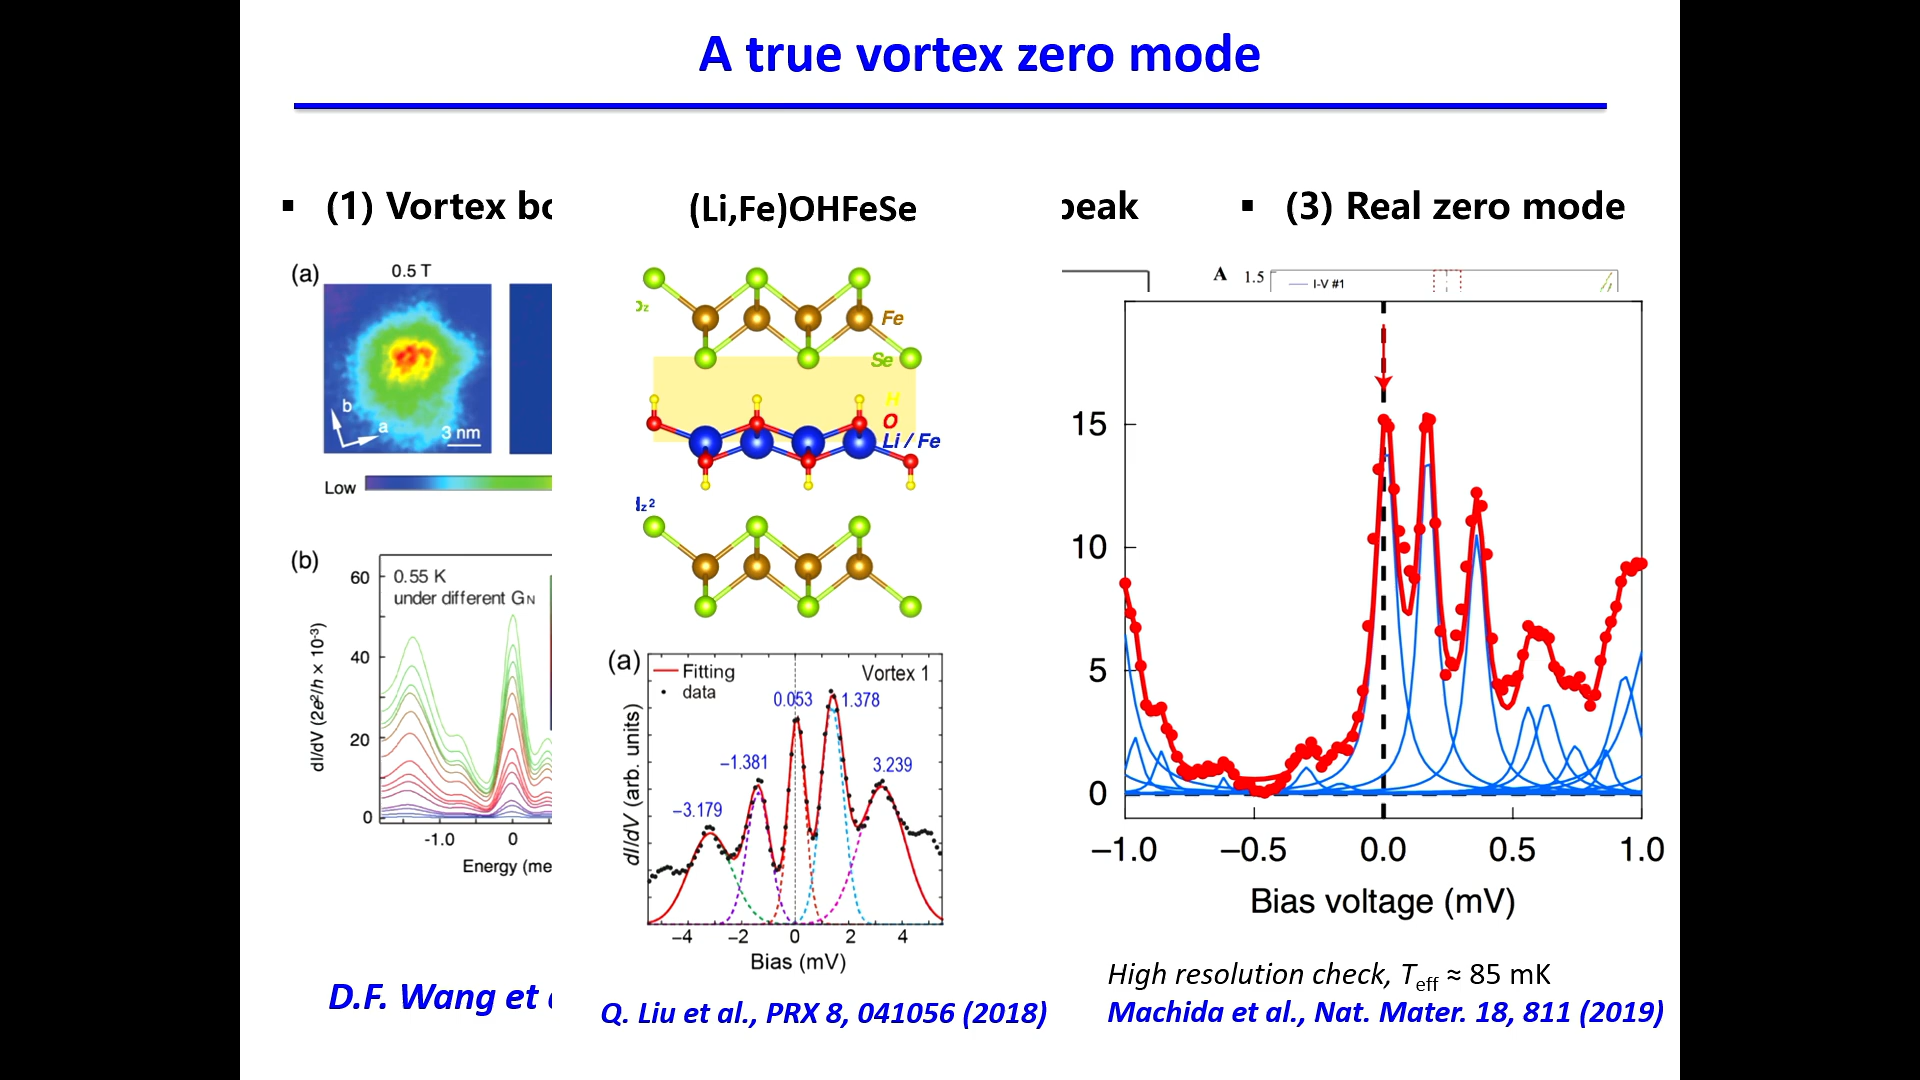 A true vortex zero mode
▪ (1) Vortex bo
(Li,Fe)OHFeSe
peak
▪ (3) Real zero mode
(a)
0.5 T
b
a
3 nm
Low
(b)
0.55 K
under different GN
60
40
20
0
dI/dV (2e²/h × 10⁻³)
-1.0 0
Energy (me
D.F. Wang et
Fe
Se
H
O
Li / Fe
(a)
Fitting
data
Vortex 1
0.053
1.378
−1.381
3.239
−3.179
dI/dV (arb. units)
−4 −2 0 2 4
Bias (mV)
Q. Liu et al., PRX 8, 041056 (2018)
A 1.5
I-V #1
15
10
5
0
−1.0 −0.5 0.0 0.5 1.0
Bias voltage (mV)
High resolution check, Teff ≈ 85 mK
Machida et al., Nat. Mater. 18, 811 (2019)